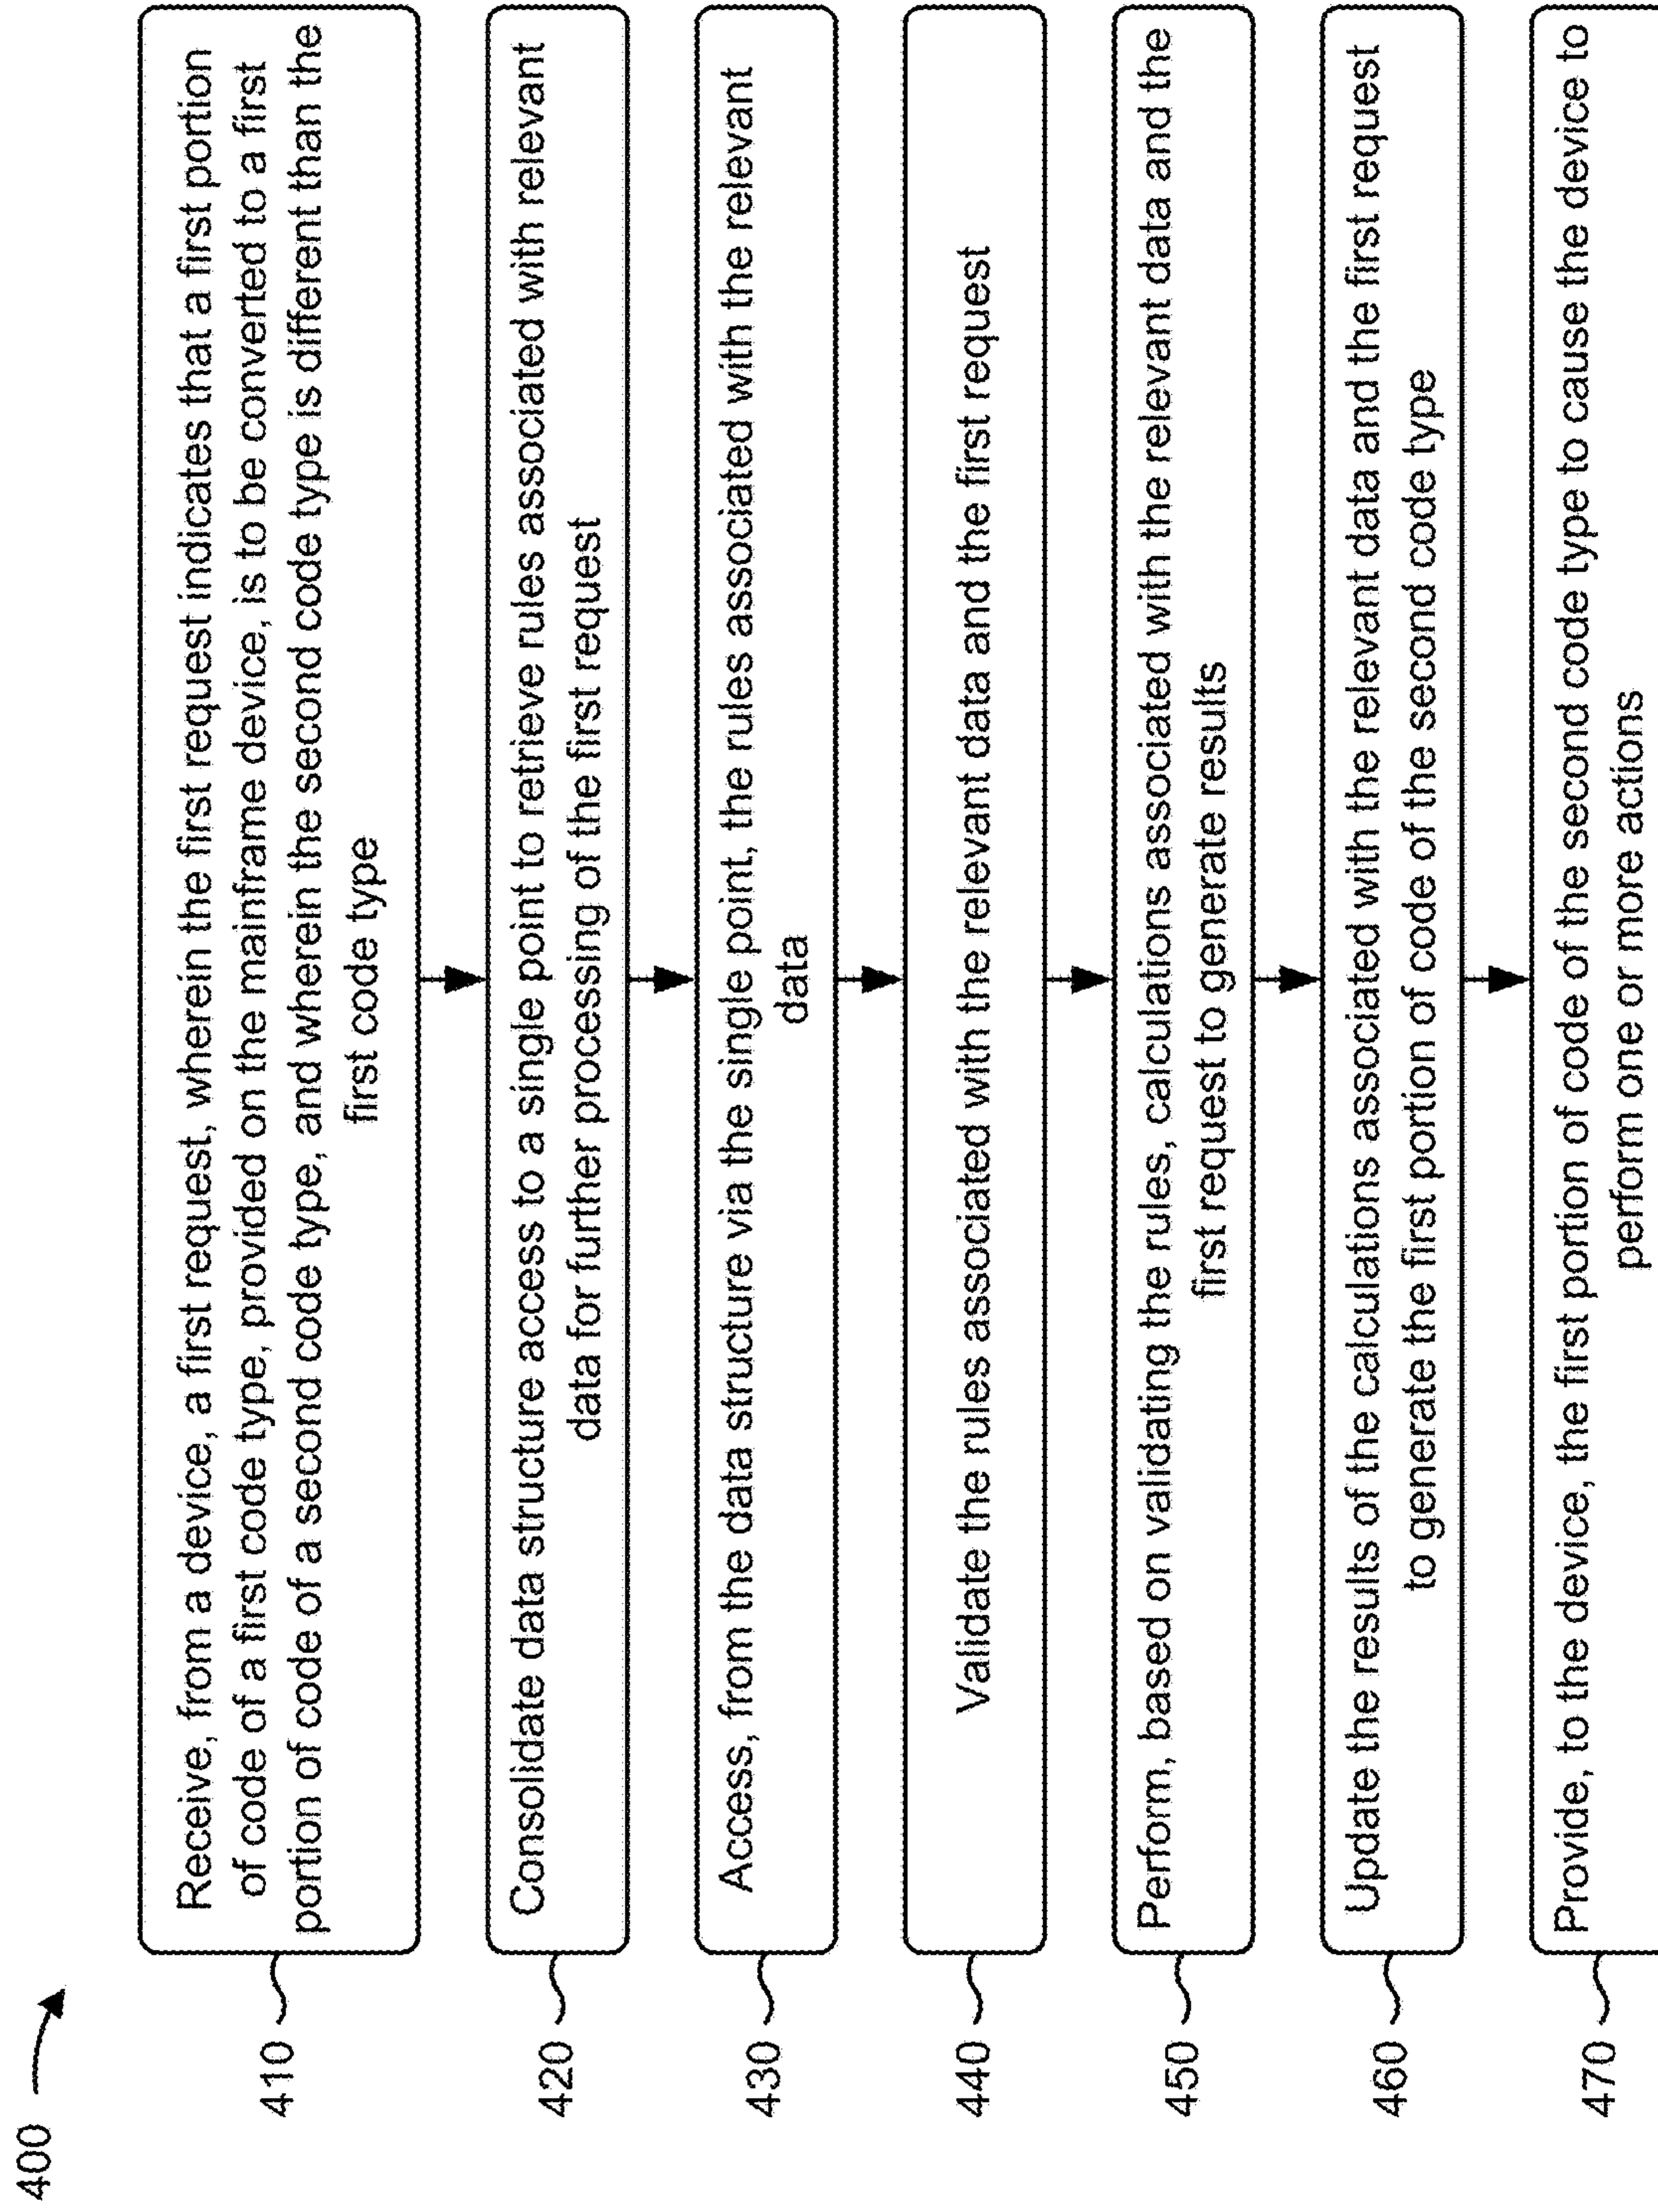 400
410
Receive, from a device, a first request, wherein the first request indicates that a first portion
of code of a first code type, provided on the mainframe device, is to be converted to a first
portion of code of a second code type, and wherein the second code type is different than the
first code type
420
Consolidate data structure access to a single point to retrieve rules associated with relevant
data for further processing of the first request
430
Access, from the data structure via the single point, the rules associated with the relevant
data
440
Validate the rules associated with the relevant data and the first request
450
Perform, based on validating the rules, calculations associated with the relevant data and the
first request to generate results
460
Update the results of the calculations associated with the relevant data and the first request
to generate the first portion of code of the second code type
470
Provide, to the device, the first portion of code of the second code type to cause the device to
perform one or more actions